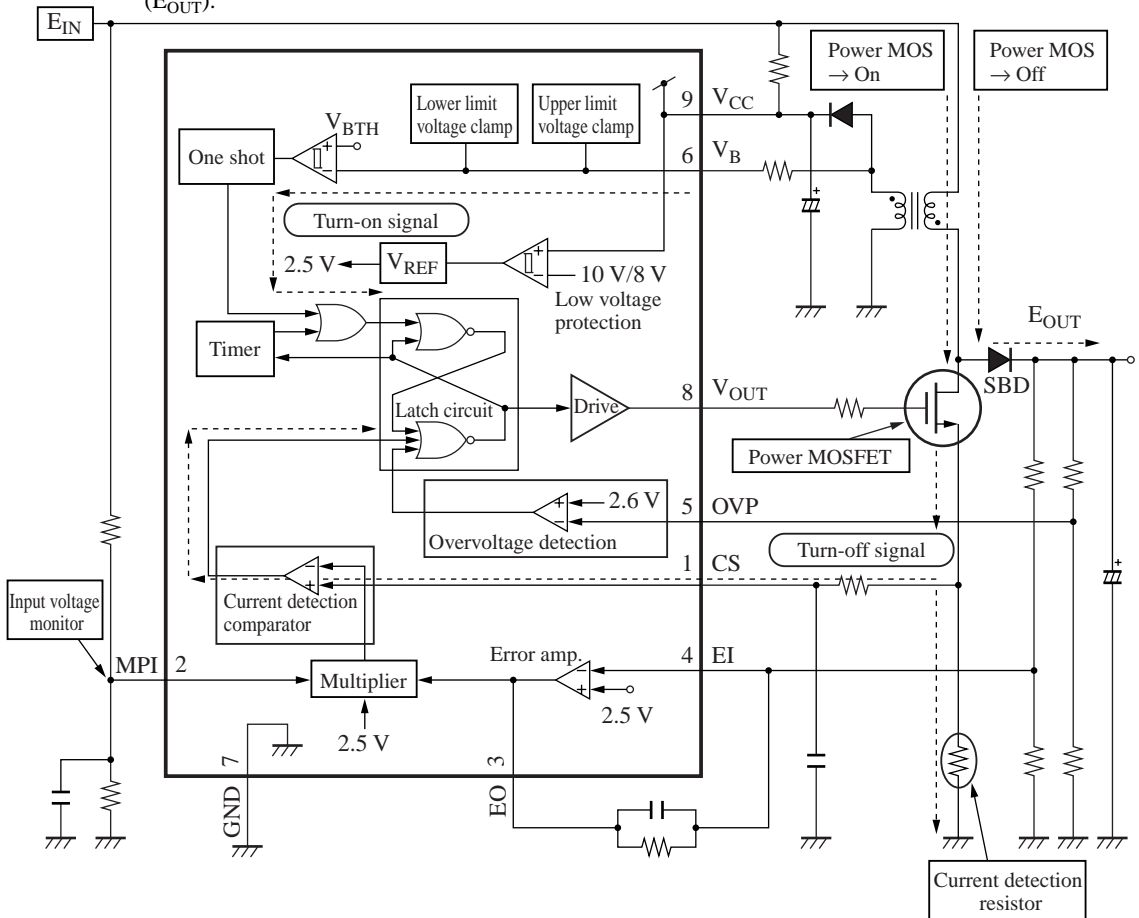 (E_OUT).
E_IN
Power MOS
→ On
Power MOS
→ Off
Lower limit
voltage clamp
Upper limit
voltage clamp
9 V_CC
V_BTH
One shot
6 V_B
Turn-on signal
2.5 V
V_REF
10 V/8 V
Low voltage
protection
Timer
E_OUT
SBD
Latch circuit
Drive
8 V_OUT
Power MOSFET
2.6 V
5 OVP
Overvoltage detection
Turn-off signal
1 CS
Current detection
comparator
Input voltage
monitor
MPI 2
Multiplier
Error amp.
4 EI
2.5 V
2.5 V
7
GND
3
EO
Current detection
resistor